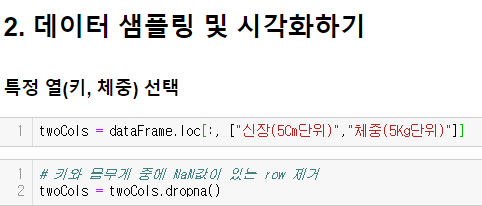 2. 데이터 샘플링 및 시각화하기
특정 열(키, 체중) 선택
1 twoCols = dataFrame.loc[:, ["신장(5Cm단위)","체중(5Kg단위)"]]
1 # 키와 몸무게 중에 NaN값이 있는 row 제거
2 twoCols = twoCols.dropna()